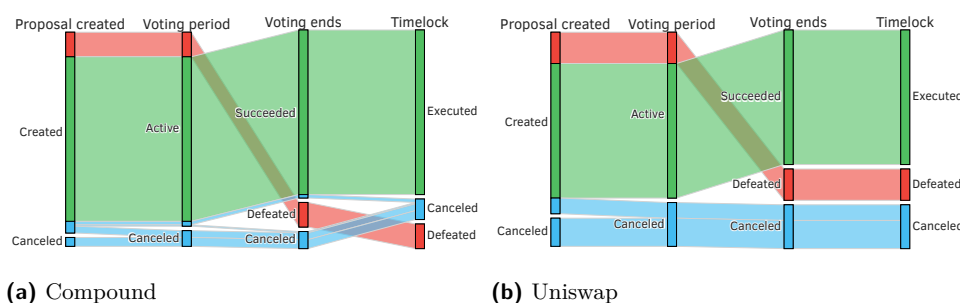 Proposal created Voting period Voting ends Timelock
Created
Active
Succeeded
Executed
Defeated
Canceled
Canceled
Canceled
Canceled
Defeated
(a) Compound
Proposal created Voting period Voting ends Timelock
Created
Active
Succeeded
Executed
Defeated
Defeated
Canceled
Canceled
Canceled
Canceled
(b) Uniswap